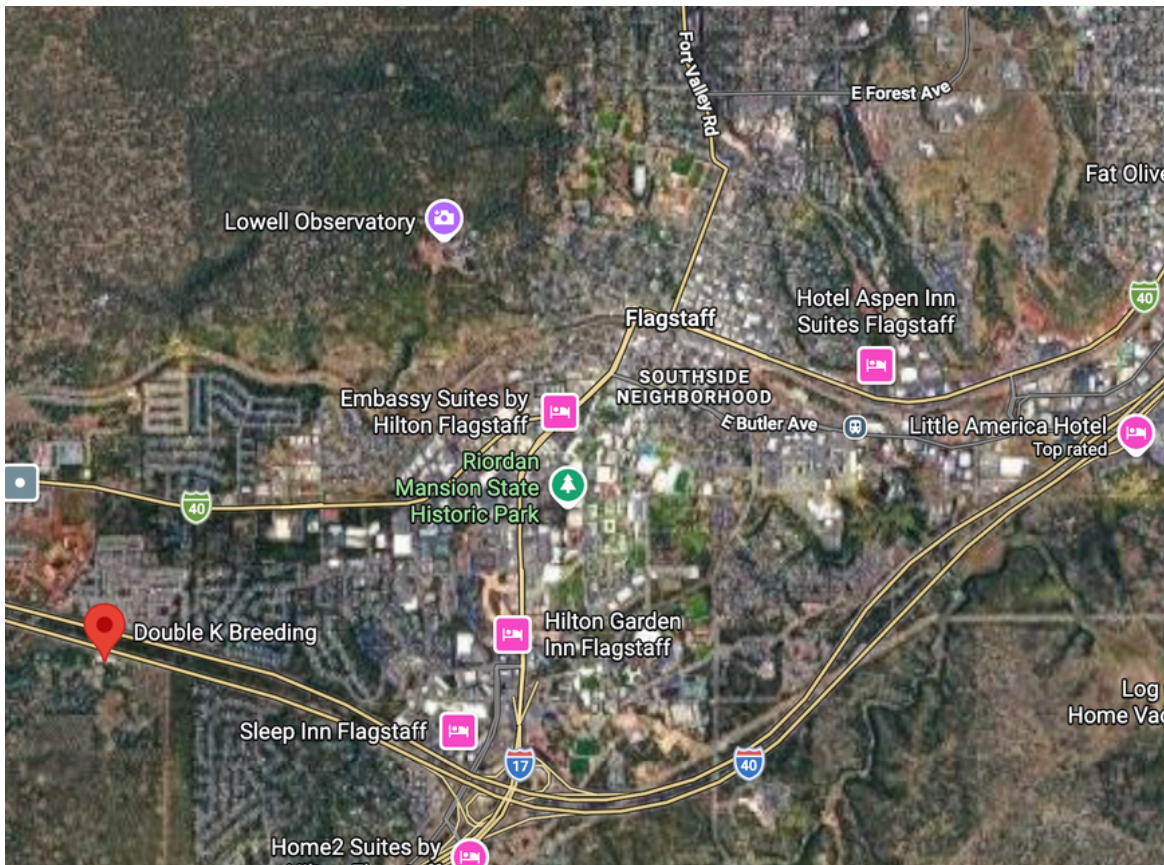 Fort Valley Rd
E Forest Ave
Fat Olive
Lowell Observatory
40
Hotel Aspen Inn
Suites Flagstaff
Flagstaff
SOUTHSIDE
NEIGHBORHOOD
Embassy Suites by
Hilton Flagstaff
E Butler Ave
Little America Hotel
Top rated
Riordan
Mansion State
Historic Park
40
Double K Breeding
Hilton Garden
Inn Flagstaff
Log
Home Vac
Sleep Inn Flagstaff
17
40
Home2 Suites by